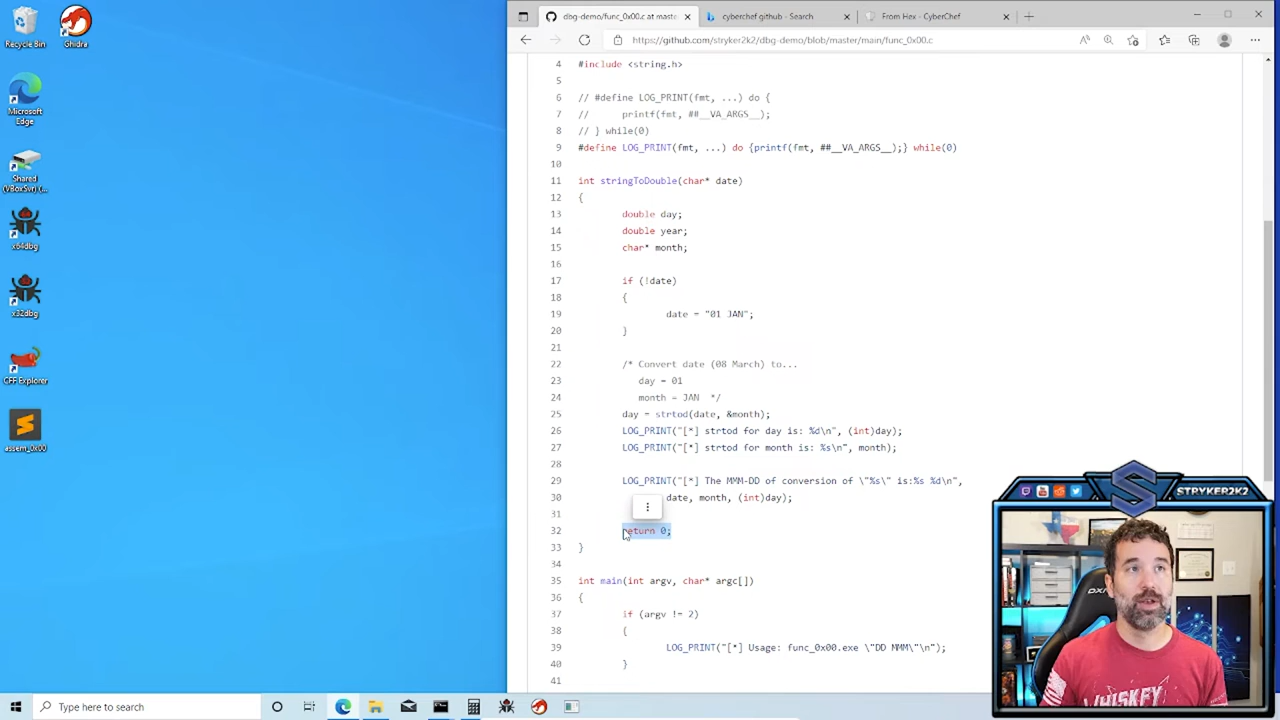 Recycle Bin
Ghidra
Microsoft
Edge
Shared
(VBoxSvr) (...
x64dbg
x32dbg
CFF Explorer
assem_0x00
dbg-demo/func_0x00.c at maste
cyberchef github - Search
From Hex - CyberChef
https://github.com/stryker2k2/dbg-demo/blob/master/main/func_0x00.c
4 #include <string.h>
5
6 // #define LOG_PRINT(fmt, ...) do {
7 // printf(fmt, ##__VA_ARGS__);
8 // } while(0)
9 #define LOG_PRINT(fmt, ...) do {printf(fmt, ##__VA_ARGS__);} while(0)
10
11 int stringToDouble(char* date)
12 {
13 double day;
14 double year;
15 char* month;
16
17 if (!date)
18 {
19 date = "01 JAN";
20 }
21
22 /* Convert date (08 March) to...
23 day = 01
24 month = JAN */
25 day = strtod(date, &month);
26 LOG_PRINT("[*] strtod for day is: %d\n", (int)day);
27 LOG_PRINT("[*] strtod for month is: %s\n", month);
28
29 LOG_PRINT("[*] The MMM-DD of conversion of \"%s\" is:%s %d\n",
30 date, month, (int)day);
31
32 return 0;
33 }
34
35 int main(int argv, char* argc[])
36 {
37 if (argv != 2)
38 {
39 LOG_PRINT("[*] Usage: func_0x00.exe \"DD MMM\"\n");
40 }
41
STRYKER2K2
DX
WHISKEY
Type here to search